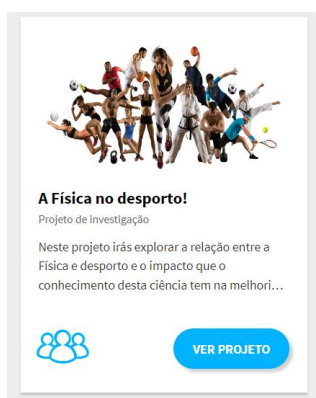 A Física no desporto!
Projeto de investigação
Neste projeto irás explorar a relação entre a
Física e desporto e o impacto que o
conhecimento desta ciência tem na melhori...
VER PROJETO